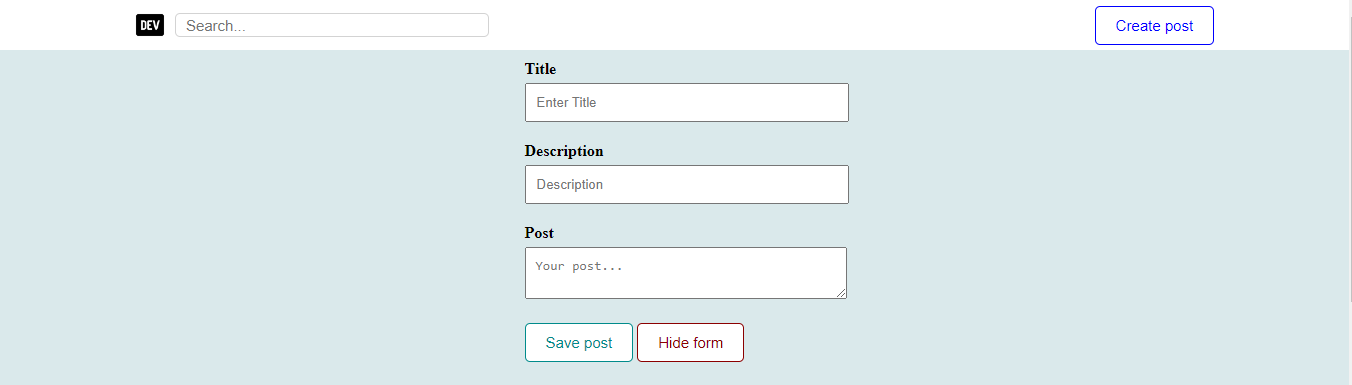 DEV Search... Create post
Title
Enter Title
Description
Description
Post
Your post...
Save post Hide form